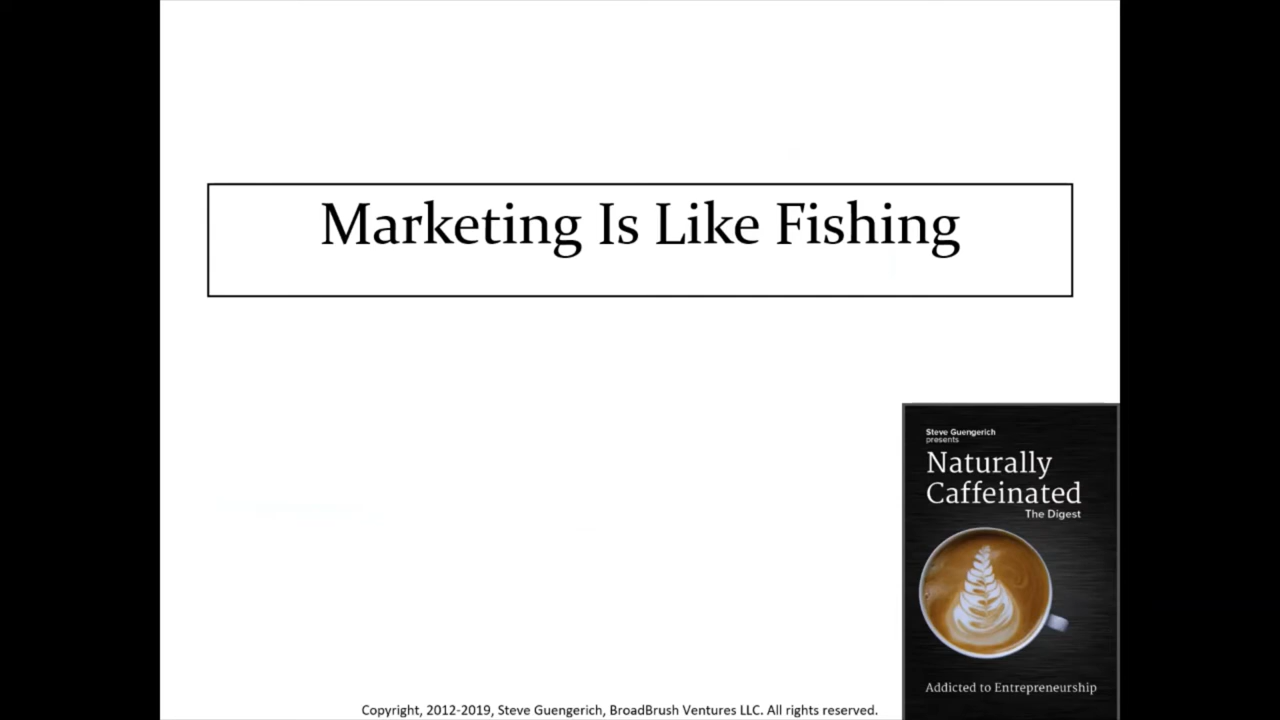 Marketing Is Like Fishing
Steve Guengerich
presents
Naturally
Caffeinated
The Digest
Addicted to Entrepreneurship
Copyright, 2012-2019, Steve Guengerich, BroadBrush Ventures LLC. All rights reserved.